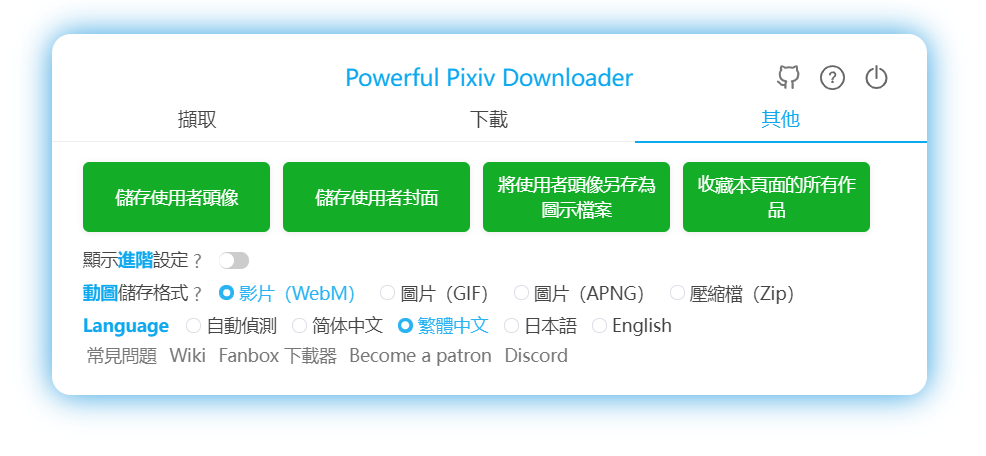 Powerful Pixiv Downloader
擷取 下載 其他
儲存使用者頭像 儲存使用者封面 將使用者頭像另存為圖示檔案 收藏本頁面的所有作品
顯示進階設定 ?
動圖儲存格式 ? 影片（WebM） 圖片（GIF） 圖片（APNG） 壓縮檔（Zip）
Language 自動偵測 简体中文 繁體中文 日本語 English
常見問題 Wiki Fanbox 下載器 Become a patron Discord